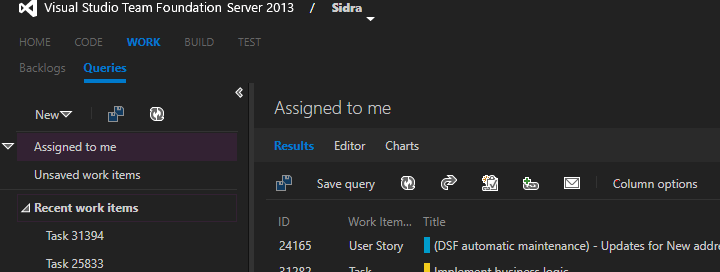 Visual Studio Team Foundation Server 2013 / Sidra
HOME CODE WORK BUILD TEST
Backlogs Queries
New
Assigned to me
Unsaved work items
Recent work items
Task 31394
Task 25833
Assigned to me
Results Editor Charts
Save query Column options
ID Work Item... Title
24165 User Story (DSF automatic maintenance) - Updates for New addre
31282 Task Implement business logic